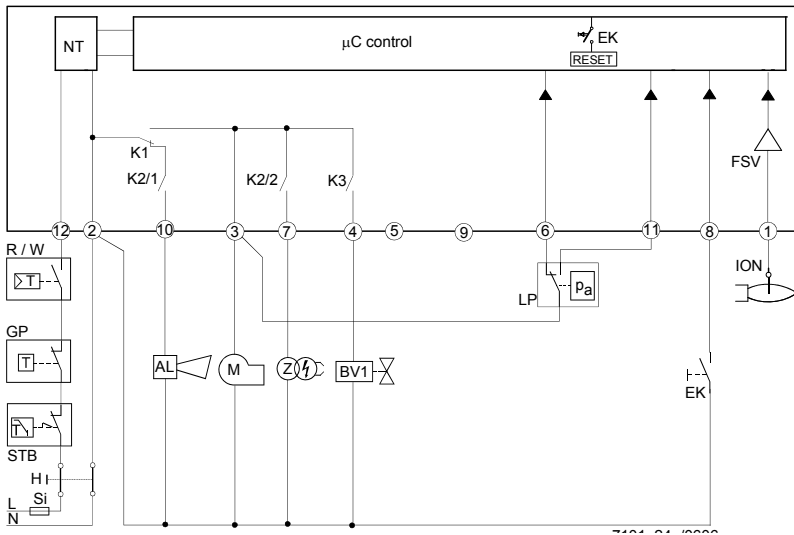 NT
µC control
EK
RESET
FSV
K1
K2/1
K2/2
K3
12
2
10
3
7
4
5
9
6
11
8
1
R / W
T
GP
T
STB
T
H
L
Si
N
AL
M
Z
BV1
LP
pa
EK
ION